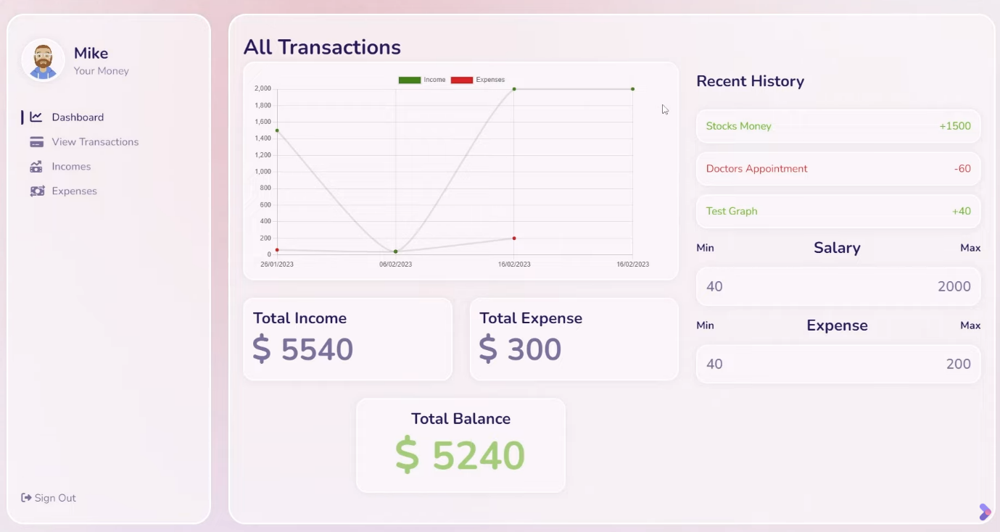 Mike
Your Money
Dashboard
View Transactions
Incomes
Expenses
Sign Out
All Transactions
Income Expenses
2,000
1,800
1,600
1,400
1,200
1,000
800
600
400
200
0
26/01/2023 06/02/2023 16/02/2023 16/02/2023
Total Income
$ 5540
Total Expense
$ 300
Total Balance
$ 5240
Recent History
Stocks Money +1500
Doctors Appointment -60
Test Graph +40
Min Salary Max
40 2000
Min Expense Max
40 200